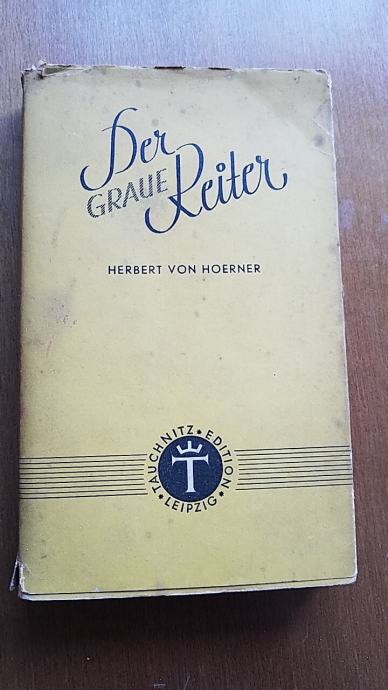 Der
GRAUE Reiter
HERBERT VON HOERNER
TAUCHNITZ • EDITION
T
• LEIPZIG •